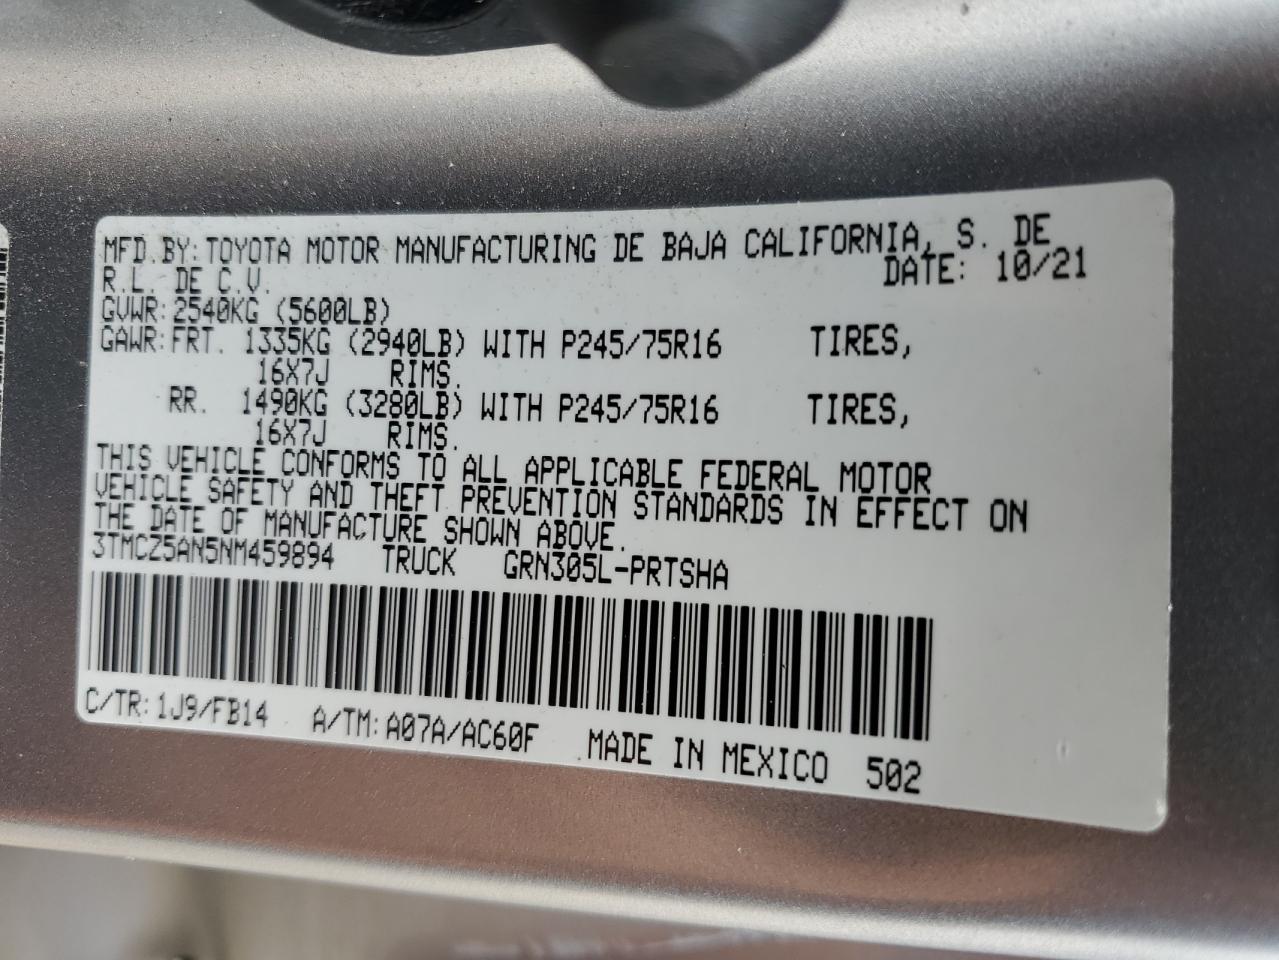 MFD.BY: TOYOTA MOTOR MANUFACTURING DE BAJA CALIFORNIA, S. DE
R.L. DE C.V. DATE: 10/21
GVWR: 2540KG (5600LB)
GAWR: FRT. 1335KG (2940LB) WITH P245/75R16 TIRES,
16X7J RIMS.
RR. 1490KG (3280LB) WITH P245/75R16 TIRES,
16X7J RIMS.
THIS VEHICLE CONFORMS TO ALL APPLICABLE FEDERAL MOTOR
VEHICLE SAFETY AND THEFT PREVENTION STANDARDS IN EFFECT ON
THE DATE OF MANUFACTURE SHOWN ABOVE.
3TMCZ5AN5NM459894 TRUCK GRN305L-PRTSHA
C/TR: 1J9/FB14 A/TM: A07A/AC60F MADE IN MEXICO 502